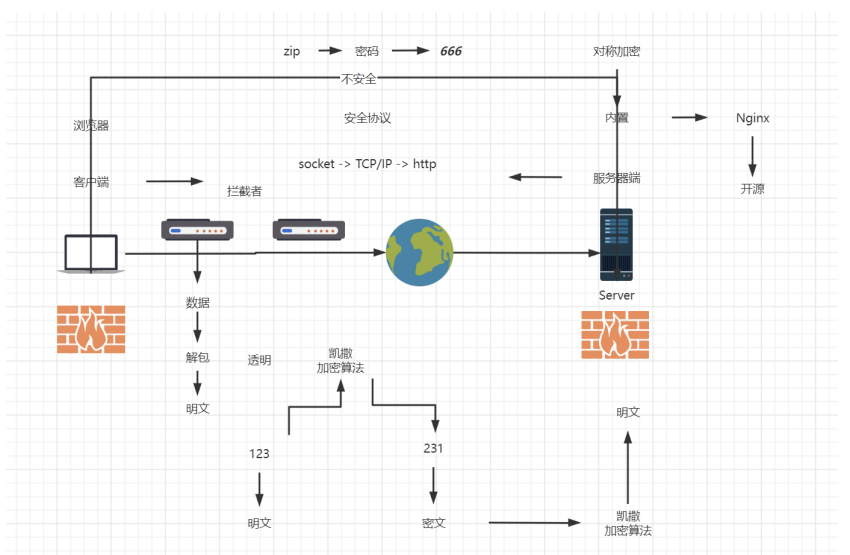 zip
密码
666
对称加密
不安全
浏览器
安全协议
内置
Nginx
socket -> TCP/IP -> http
客户端
拦截者
服务器端
开源
Server
数据
解包
透明
凯撒
加密算法
明文
明文
123
231
明文
密文
凯撒
加密算法